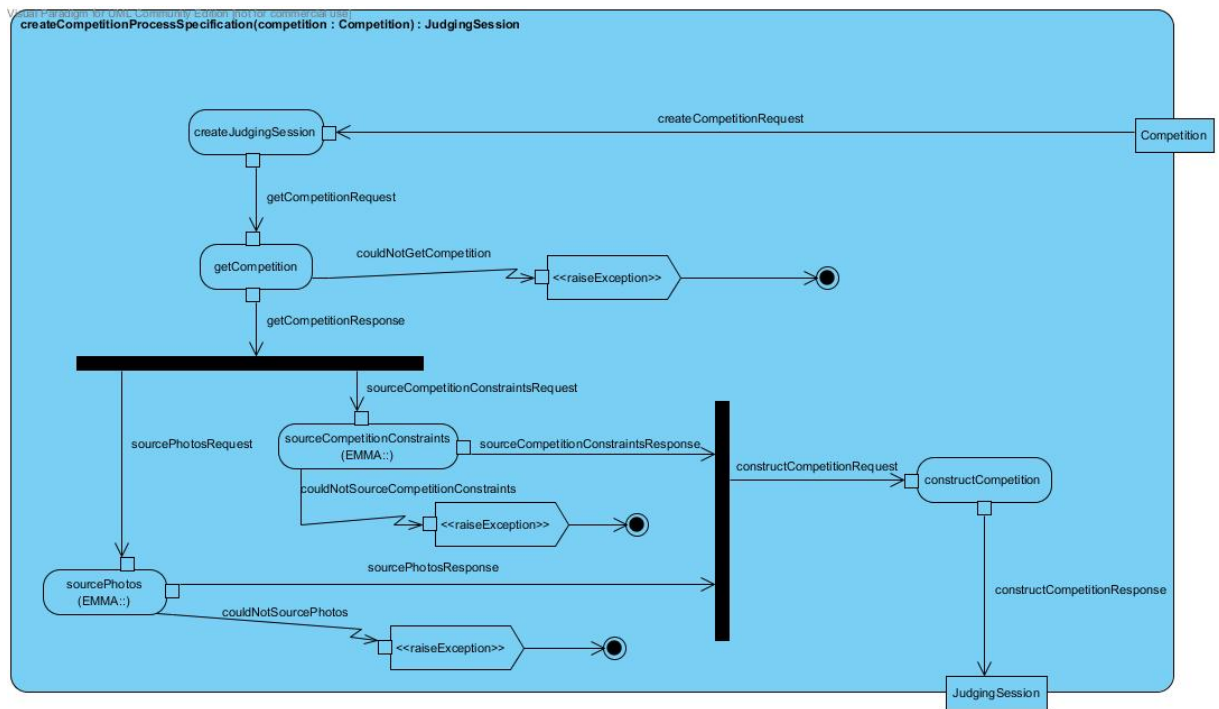 Visual Paradigm for UML Community Edition [not for commercial use]
createCompetitionProcessSpecification(competition : Competition) : JudgingSession
createCompetitionRequest
createJudgingSession
Competition
getCompetitionRequest
couldNotGetCompetition
getCompetition
<<raiseException>>
getCompetitionResponse
sourceCompetitionConstraintsRequest
sourcePhotosRequest
sourceCompetitionConstraints
(EMMA::)
sourceCompetitionConstraintsResponse
constructCompetitionRequest
constructCompetition
couldNotSourceCompetitionConstraints
<<raiseException>>
sourcePhotosResponse
sourcePhotos
(EMMA::)
constructCompetitionResponse
couldNotSourcePhotos
<<raiseException>>
JudgingSession